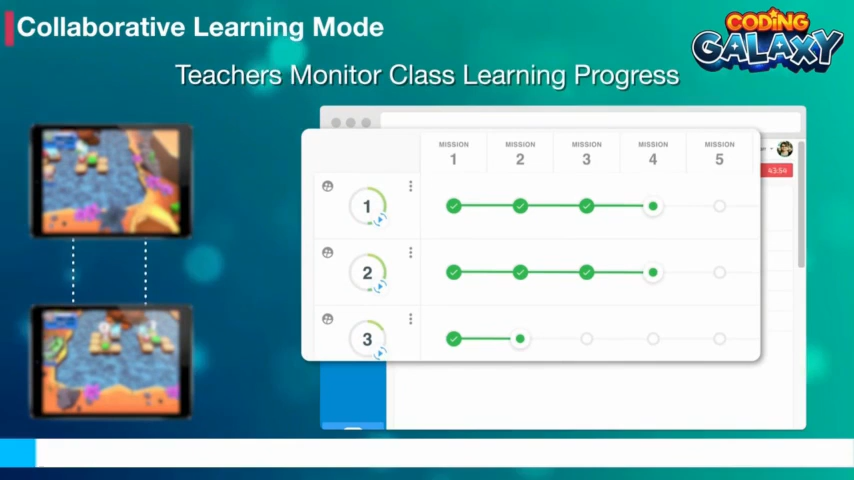 Collaborative Learning Mode
CODING
GALAXY
Teachers Monitor Class Learning Progress
MISSION MISSION MISSION MISSION MISSION
1 2 3 4 5
43:54
1
2
3